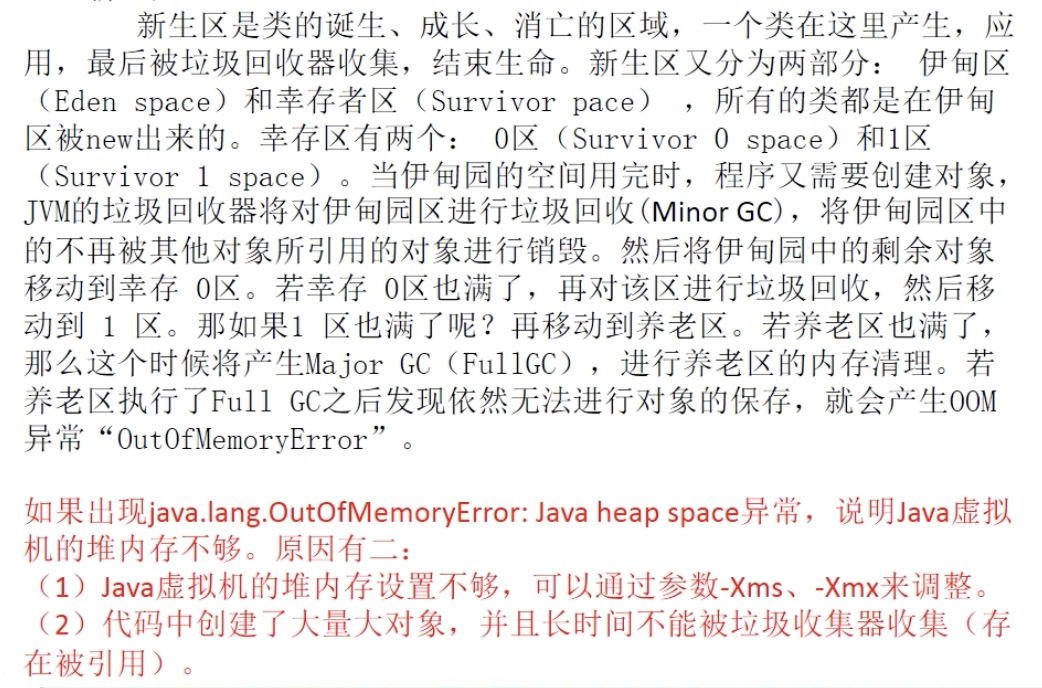 新生区是类的诞生、成长、消亡的区域，一个类在这里产生，应
用，最后被垃圾回收器收集，结束生命。新生区又分为两部分： 伊甸区
（Eden space）和幸存者区（Survivor pace） ，所有的类都是在伊甸
区被new出来的。幸存区有两个： 0区（Survivor 0 space）和1区
（Survivor 1 space）。当伊甸园的空间用完时，程序又需要创建对象，
JVM的垃圾回收器将对伊甸园区进行垃圾回收(Minor GC)，将伊甸园区中
的不再被其他对象所引用的对象进行销毁。然后将伊甸园中的剩余对象
移动到幸存 0区。若幸存 0区也满了，再对该区进行垃圾回收，然后移
动到 1 区。那如果1 区也满了呢？再移动到养老区。若养老区也满了，
那么这个时候将产生Major GC（FullGC），进行养老区的内存清理。若
养老区执行了Full GC之后发现依然无法进行对象的保存，就会产生OOM
异常“OutOfMemoryError”。
如果出现java.lang.OutOfMemoryError: Java heap space异常，说明Java虚拟
机的堆内存不够。原因有二：
（1）Java虚拟机的堆内存设置不够，可以通过参数-Xms、-Xmx来调整。
（2）代码中创建了大量大对象，并且长时间不能被垃圾收集器收集（存
在被引用）。